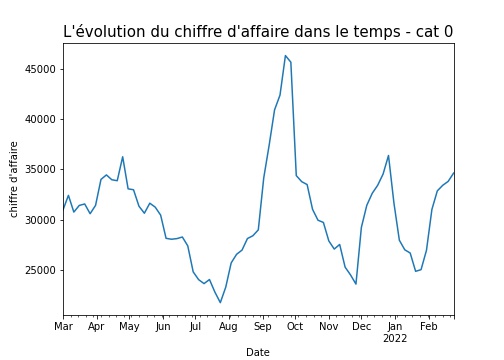 L'évolution du chiffre d'affaire dans le temps - cat 0
45000
40000
35000
30000
25000
chiffre d'affaire
Mar Apr May Jun Jul Aug Sep Oct Nov Dec Jan Feb
2022
Date